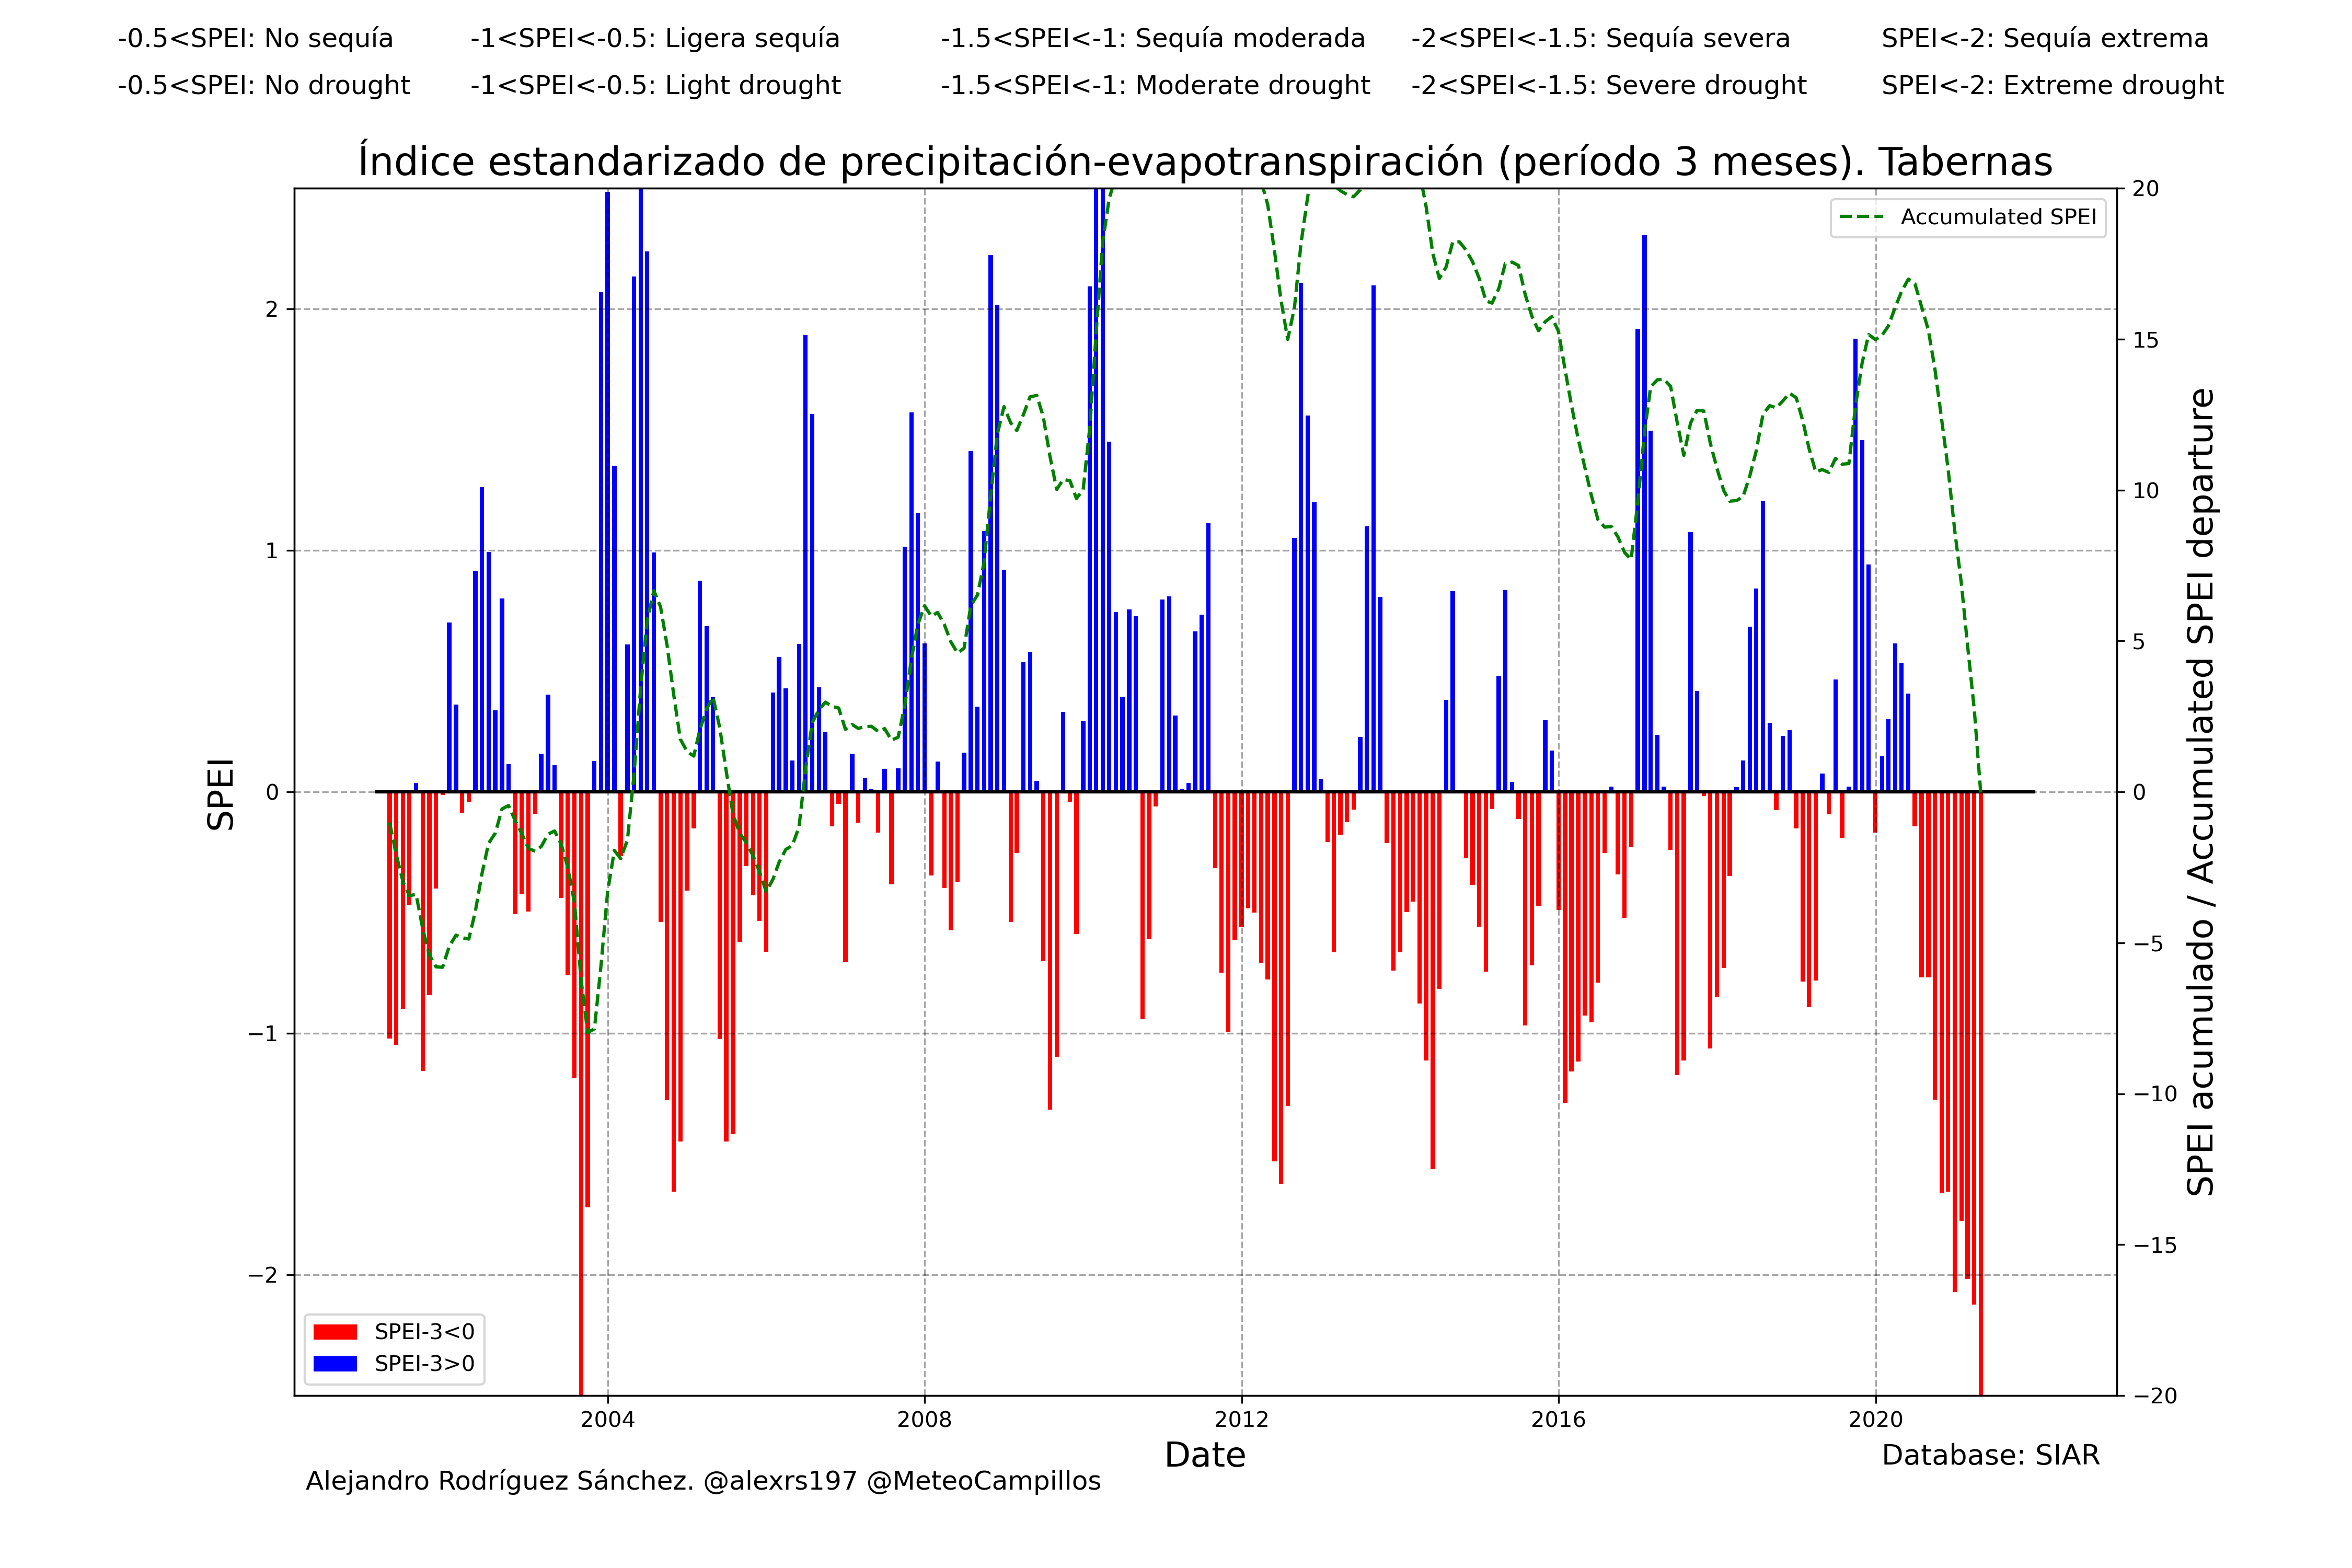 -0.5<SPEI: No sequía -1<SPEI<-0.5: Ligera sequía -1.5<SPEI<-1: Sequía moderada -2<SPEI<-1.5: Sequía severa SPEI<-2: Sequía extrema
-0.5<SPEI: No drought -1<SPEI<-0.5: Light drought -1.5<SPEI<-1: Moderate drought -2<SPEI<-1.5: Severe drought SPEI<-2: Extreme drought
Índice estandarizado de precipitación-evapotranspiración (período 3 meses). Tabernas
Accumulated SPEI
SPEI
2
1
0
−1
−2
20
15
10
5
0
−5
−10
−15
−20
SPEI acumulado / Accumulated SPEI departure
SPEI-3<0
SPEI-3>0
2004 2008 2012 2016 2020
Date
Database: SIAR
Alejandro Rodríguez Sánchez. @alexrs197 @MeteoCampillos